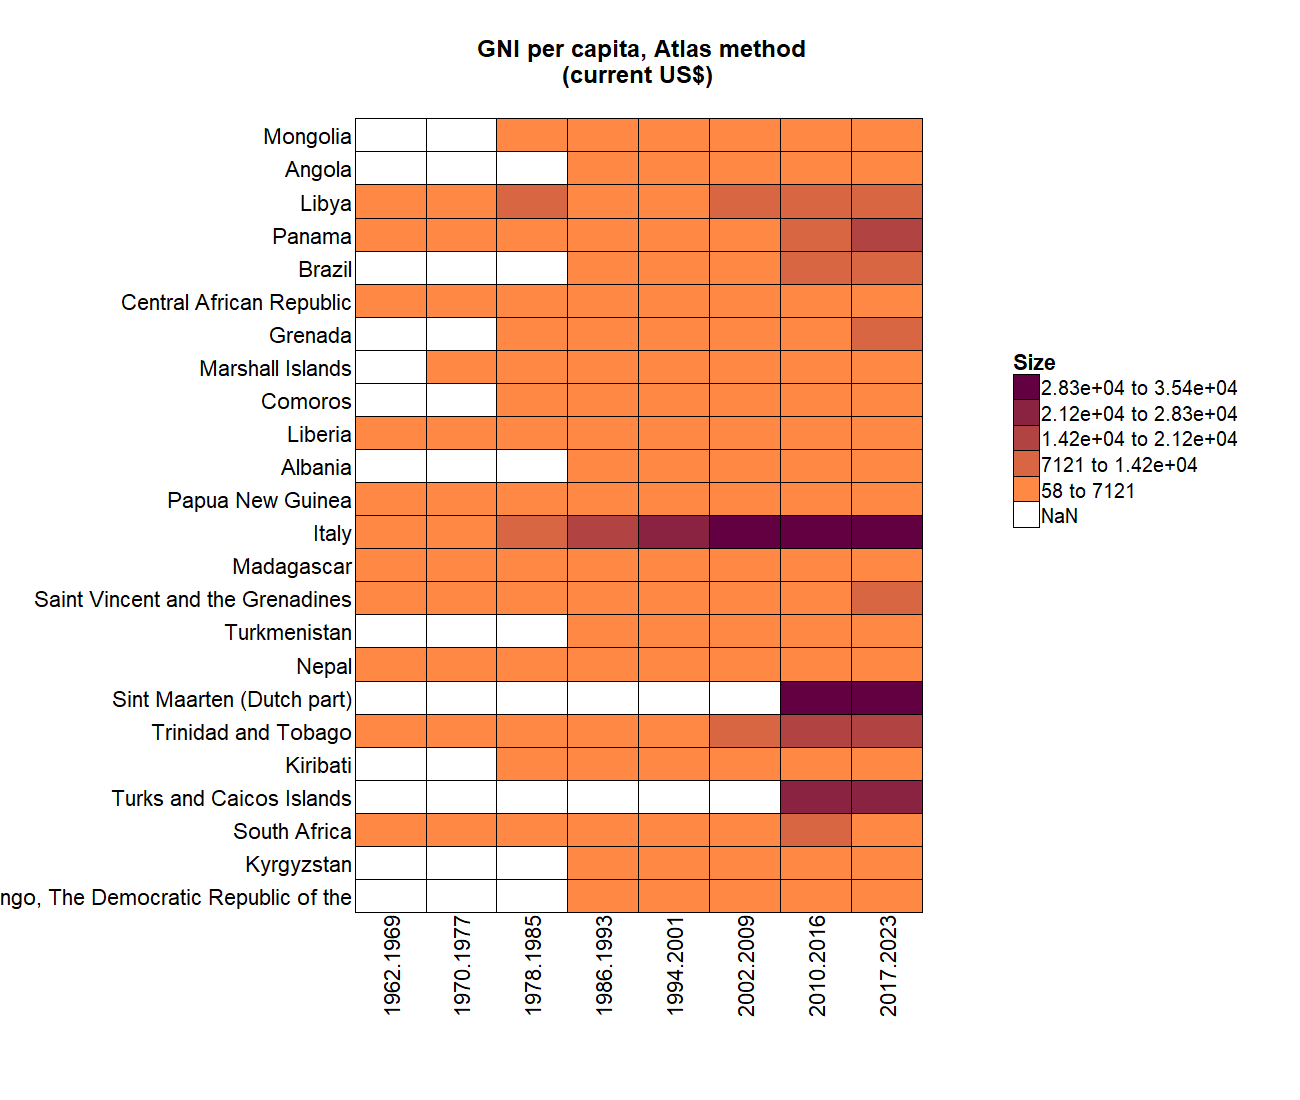 GNI per capita, Atlas method
(current US$)
Mongolia
Angola
Libya
Panama
Brazil
Central African Republic
Grenada
Marshall Islands
Comoros
Liberia
Albania
Papua New Guinea
Italy
Madagascar
Saint Vincent and the Grenadines
Turkmenistan
Nepal
Sint Maarten (Dutch part)
Trinidad and Tobago
Kiribati
Turks and Caicos Islands
South Africa
Kyrgyzstan
ngo, The Democratic Republic of the
1962.1969
1970.1977
1978.1985
1986.1993
1994.2001
2002.2009
2010.2016
2017.2023
Size
2.83e+04 to 3.54e+04
2.12e+04 to 2.83e+04
1.42e+04 to 2.12e+04
7121 to 1.42e+04
58 to 7121
NaN